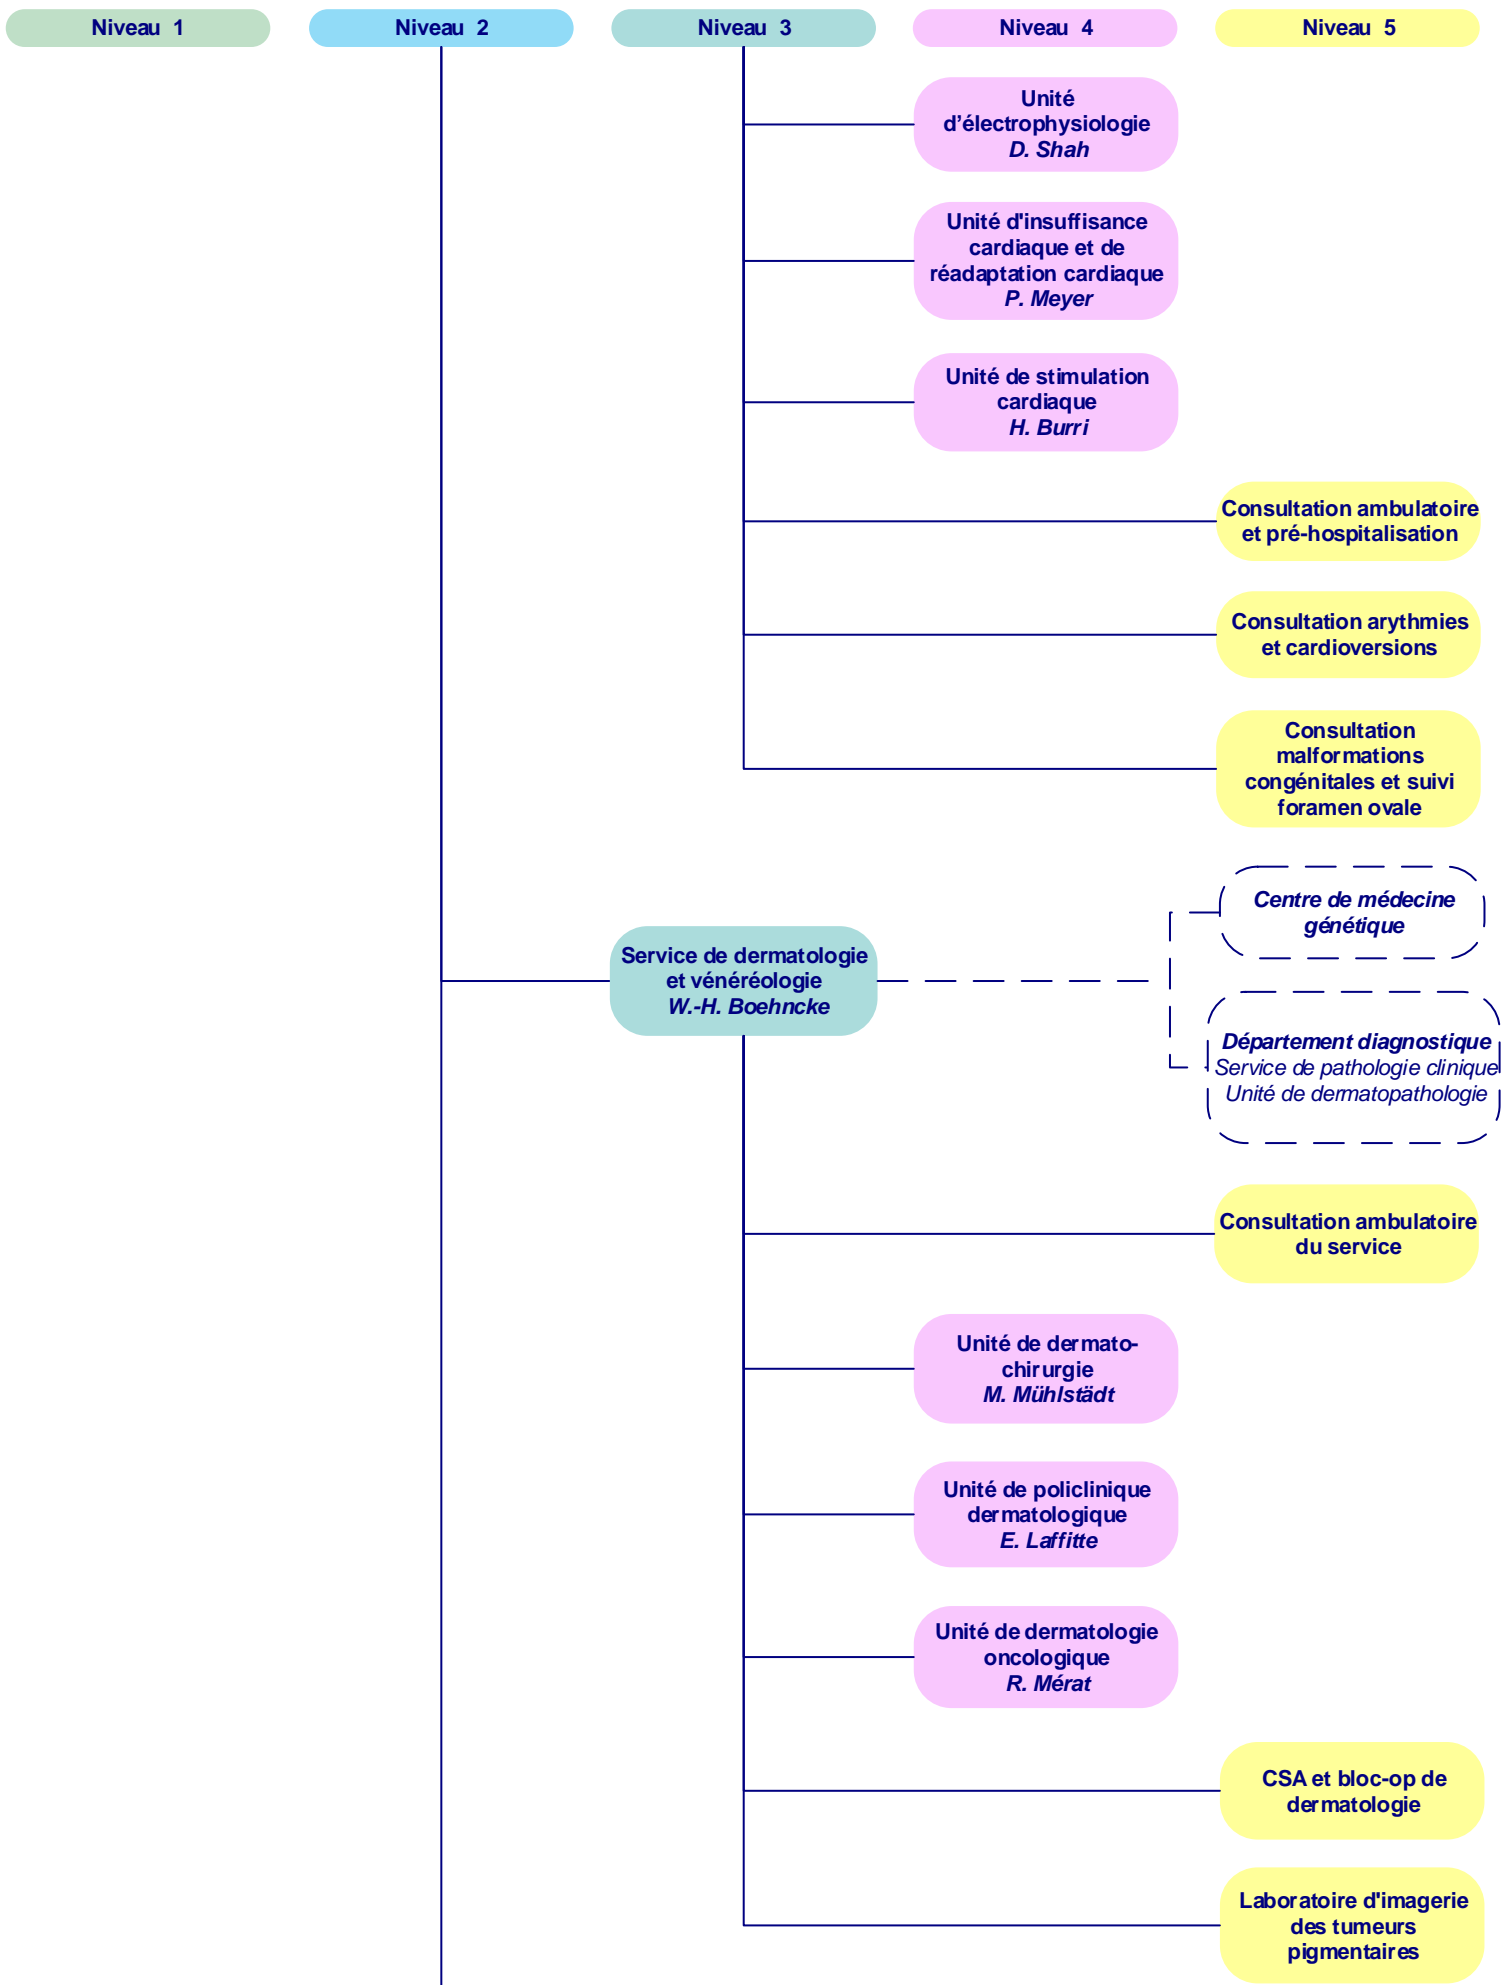 Niveau 1
Niveau 2
Niveau 3
Niveau 4
Niveau 5
Unité
d’électrophysiologie
D. Shah
Unité d'insuffisance
cardiaque et de
réadaptation cardiaque
P. Meyer
Unité de stimulation
cardiaque
H. Burri
Consultation ambulatoire
et pré-hospitalisation
Consultation arythmies
et cardioversions
Consultation
malformations
congénitales et suivi
foramen ovale
Centre de médecine
génétique
Service de dermatologie
et vénéréologie
W.-H. Boehncke
Département diagnostique
Service de pathologie clinique
Unité de dermatopathologie
Consultation ambulatoire
du service
Unité de dermato-
chirurgie
M. Mühlstädt
Unité de policlinique
dermatologique
E. Laffitte
Unité de dermatologie
oncologique
R. Mérat
CSA et bloc-op de
dermatologie
Laboratoire d'imagerie
des tumeurs
pigmentaires